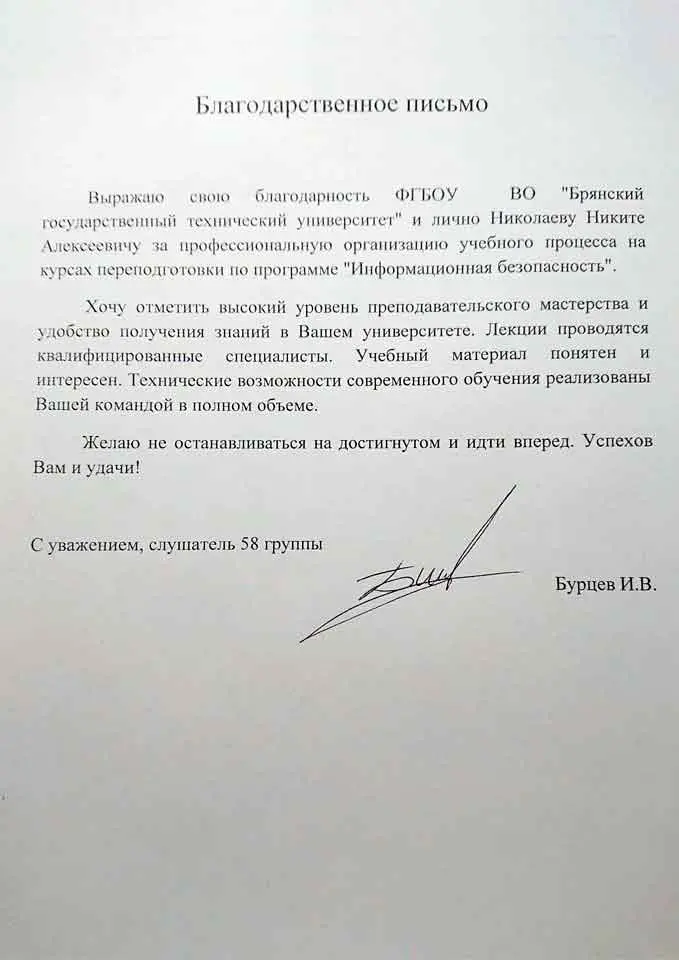 Благодарственное письмо
Выражаю свою благодарность ФГБОУ ВО "Брянский
государственный технический университет" и лично Николаеву Никите
Алексеевичу за профессиональную организацию учебного процесса на
курсах переподготовки по программе "Информационная безопасность".
Хочу отметить высокий уровень преподавательского мастерства и
удобство получения знаний в Вашем университете. Лекции проводятся
квалифицированные специалисты. Учебный материал понятен и
интересен. Технические возможности современного обучения реализованы
Вашей командой в полном объеме.
Желаю не останавливаться на достигнутом и идти вперед. Успехов
Вам и удачи!
С уважением, слушатель 58 группы
Бурцев И.В.